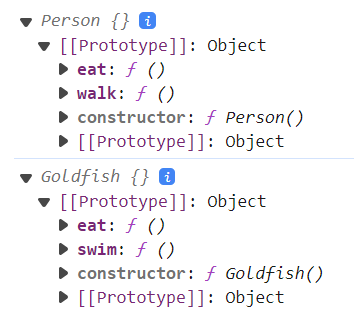 Person {} i
[[Prototype]]: Object
eat: ƒ ()
walk: ƒ ()
constructor: ƒ Person()
[[Prototype]]: Object
Goldfish {} i
[[Prototype]]: Object
eat: ƒ ()
swim: ƒ ()
constructor: ƒ Goldfish()
[[Prototype]]: Object